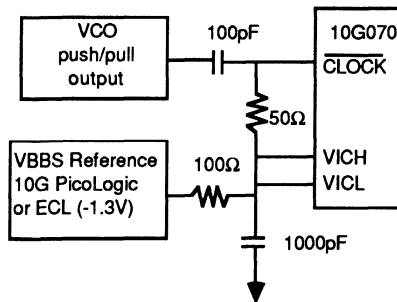 VCO
push/pull
output
100pF
10G070
CLOCK
50Ω
VBBS Reference
10G PicoLogic
or ECL (-1.3V)
100Ω
VICH
VICL
1000pF